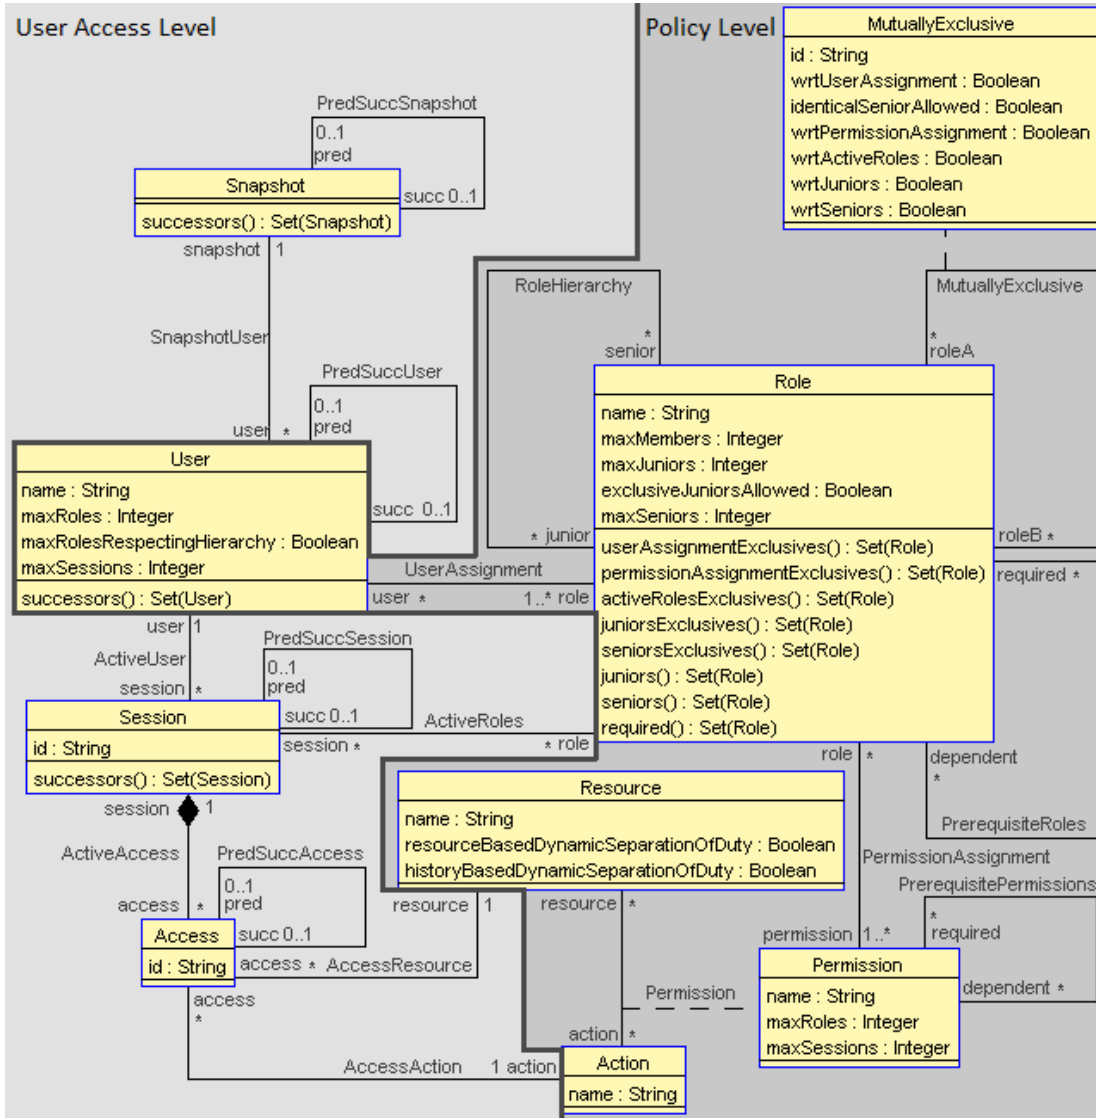 User Access Level
Policy Level
MutuallyExclusive
id : String
wrtUserAssignment : Boolean
identicalSeniorAllowed : Boolean
wrtPermissionAssignment : Boolean
wrtActiveRoles : Boolean
wrtJuniors : Boolean
wrtSeniors : Boolean
PredSuccSnapshot
0..1
pred
Snapshot
succ 0..1
successors() : Set(Snapshot)
snapshot 1
SnapshotUser
RoleHierarchy
*
senior
MutuallyExclusive
*
roleA
PredSuccUser
0..1
pred
user *
User
name : String
maxRoles : Integer
maxRolesRespectingHierarchy : Boolean
maxSessions : Integer
successors() : Set(User)
succ 0..1
Role
name : String
maxMembers : Integer
maxJuniors : Integer
exclusiveJuniorsAllowed : Boolean
maxSeniors : Integer
userAssignmentExclusives() : Set(Role)
permissionAssignmentExclusives() : Set(Role)
activeRolesExclusives() : Set(Role)
juniorsExclusives() : Set(Role)
seniorsExclusives() : Set(Role)
juniors() : Set(Role)
seniors() : Set(Role)
required() : Set(Role)
* junior
roleB *
required *
UserAssignment
user *
1..* role
user 1
ActiveUser
session *
PredSuccSession
0..1
pred
succ 0..1
Session
id : String
successors() : Set(Session)
ActiveRoles
session *
* role
session 1
role *
dependent
*
PrerequisiteRoles
Resource
name : String
resourceBasedDynamicSeparationOfDuty : Boolean
historyBasedDynamicSeparationOfDuty : Boolean
ActiveAccess
PredSuccAccess
0..1
pred
access *
succ 0..1
Access
id : String
resource 1
access * AccessResource
resource *
PermissionAssignment
PrerequisitePermissions
*
required
permission 1..*
Permission
name : String
maxRoles : Integer
maxSessions : Integer
dependent *
Permission
access
*
AccessAction
1 action
action *
Action
name : String